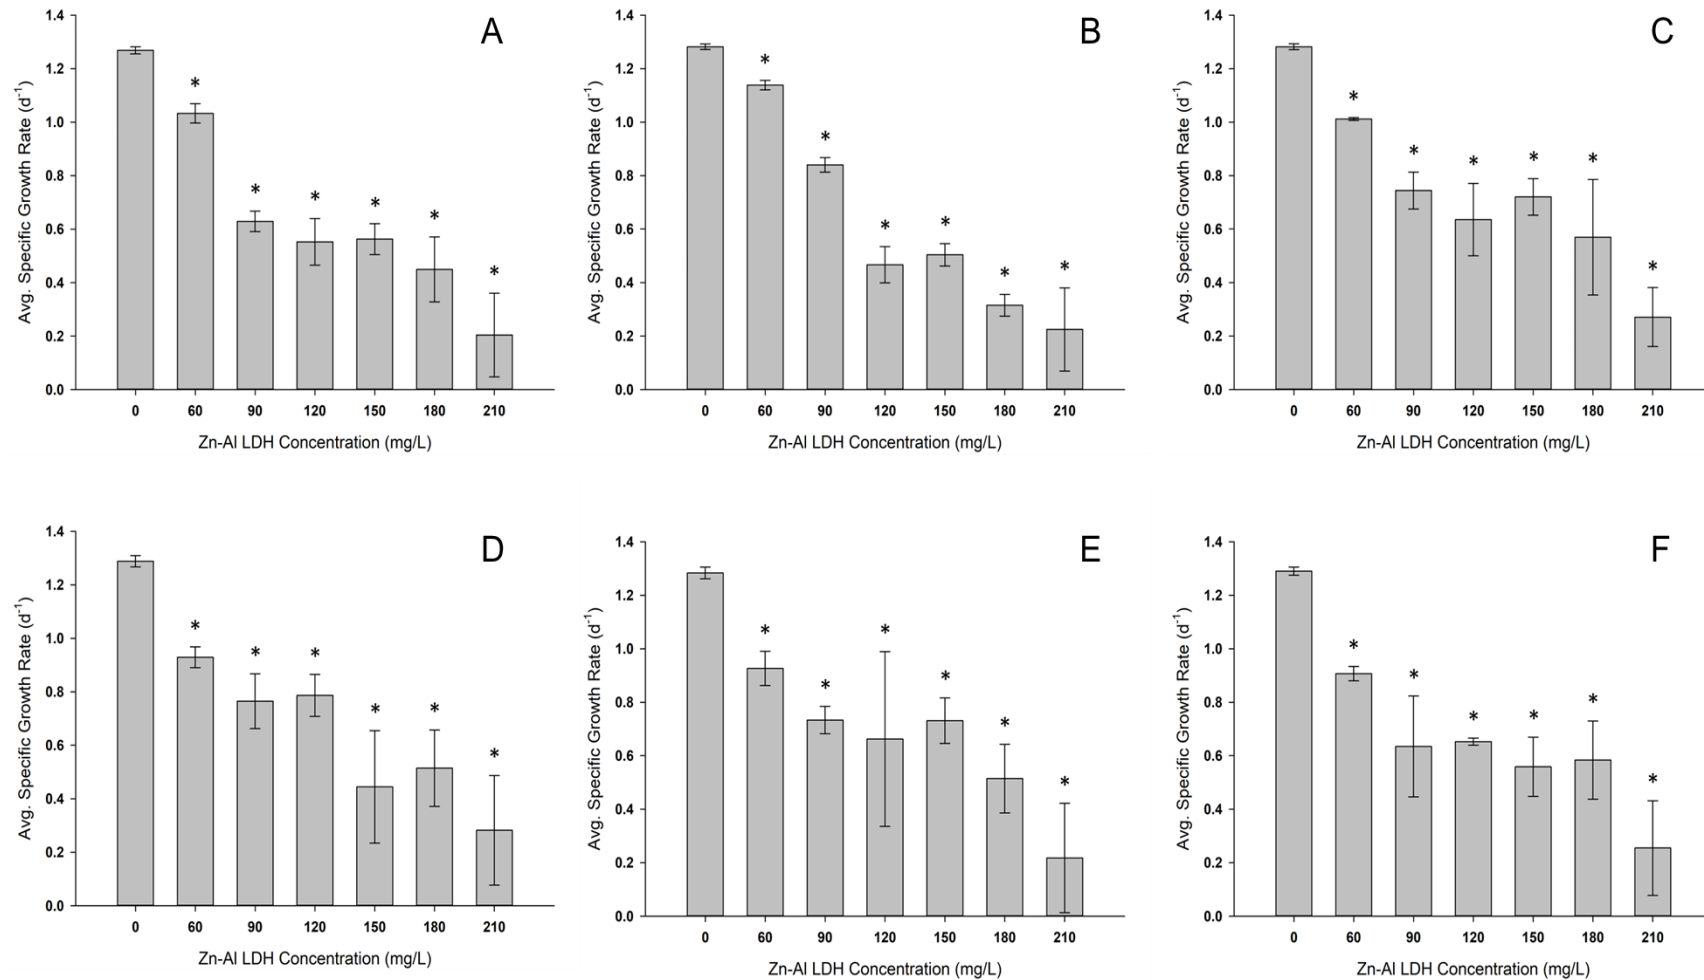 A
Avg. Specific Growth Rate (d⁻¹)
1.4
1.2
1.0
0.8
0.6
0.4
0.2
0.0
* * * * * *
0 60 90 120 150 180 210
Zn-Al LDH Concentration (mg/L)
B
Avg. Specific Growth Rate (d⁻¹)
1.4
1.2
1.0
0.8
0.6
0.4
0.2
0.0
* * * * * *
0 60 90 120 150 180 210
Zn-Al LDH Concentration (mg/L)
C
Avg. Specific Growth Rate (d⁻¹)
1.4
1.2
1.0
0.8
0.6
0.4
0.2
0.0
* * * * * *
0 60 90 120 150 180 210
Zn-Al LDH Concentration (mg/L)
D
Avg. Specific Growth Rate (d⁻¹)
1.4
1.2
1.0
0.8
0.6
0.4
0.2
0.0
* * * * * *
0 60 90 120 150 180 210
Zn-Al LDH Concentration (mg/L)
E
Avg. Specific Growth Rate (d⁻¹)
1.4
1.2
1.0
0.8
0.6
0.4
0.2
0.0
* * * * * *
0 60 90 120 150 180 210
Zn-Al LDH Concentration (mg/L)
F
Avg. Specific Growth Rate (d⁻¹)
1.4
1.2
1.0
0.8
0.6
0.4
0.2
0.0
* * * * * *
0 60 90 120 150 180 210
Zn-Al LDH Concentration (mg/L)